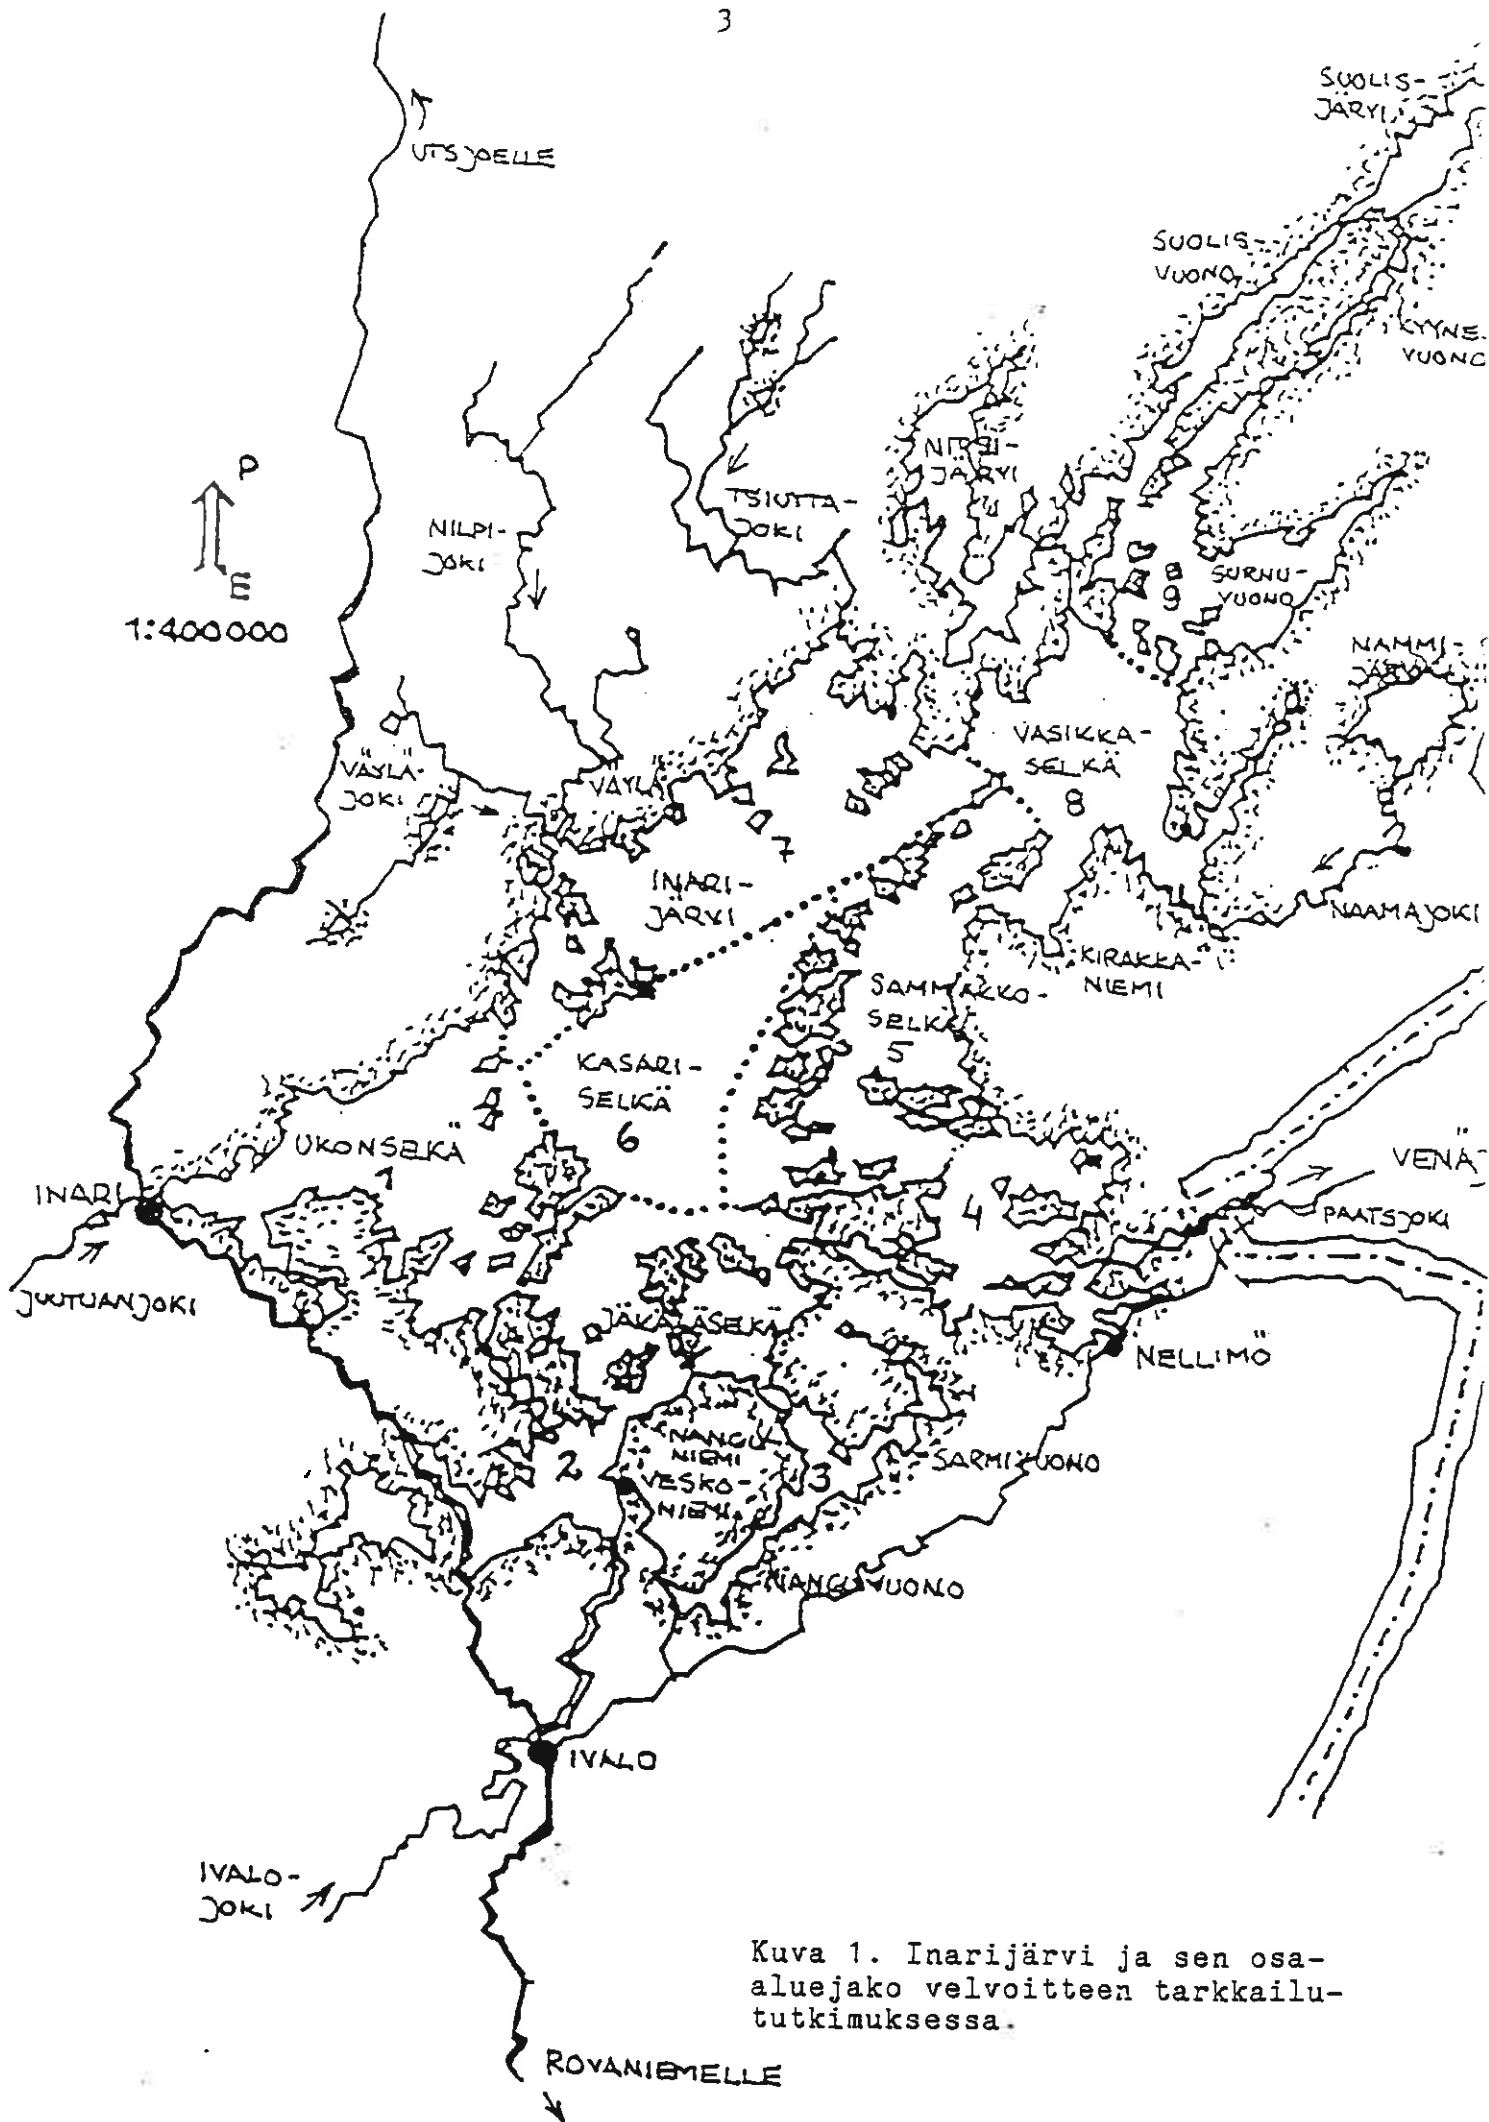 3
SUOLIS-
JÄRVI
UTSJOELLE
SUOLIS-
VUONO
KYYNE-
VUONO
P
E
1:400000
NILPI-
JOKI
TSIUTTA-
JOKI
NITSI-
JÄRVI
9
SURNU-
VUONO
NAMMI-
JÄRVI
VÄYLÄ-
JOKI
VÄYLÄ
VASIKKA-
SELKÄ
8
7
INARI-
JÄRVI
NAAMAJOKI
KIRAKKA-
NIEMI
SAMMAKKO-
SELKÄ
5
KASARI-
SELKÄ
6
UKONSELKÄ
1
INARI
VENÄ
4
PAATSJOKI
JUUTUANJOKI
JÄKÄLÄSELKÄ
NELLIMÖ
NANGU-
NIEMI
2
VESKO-
NIEMI
3
SARMIVUONO
NANGUVUONO
IVALO
IVALO-
JOKI
Kuva 1. Inarijärvi ja sen osa-
aluejako velvoitteen tarkkailu-
tutkimuksessa.
ROVANIEMELLE